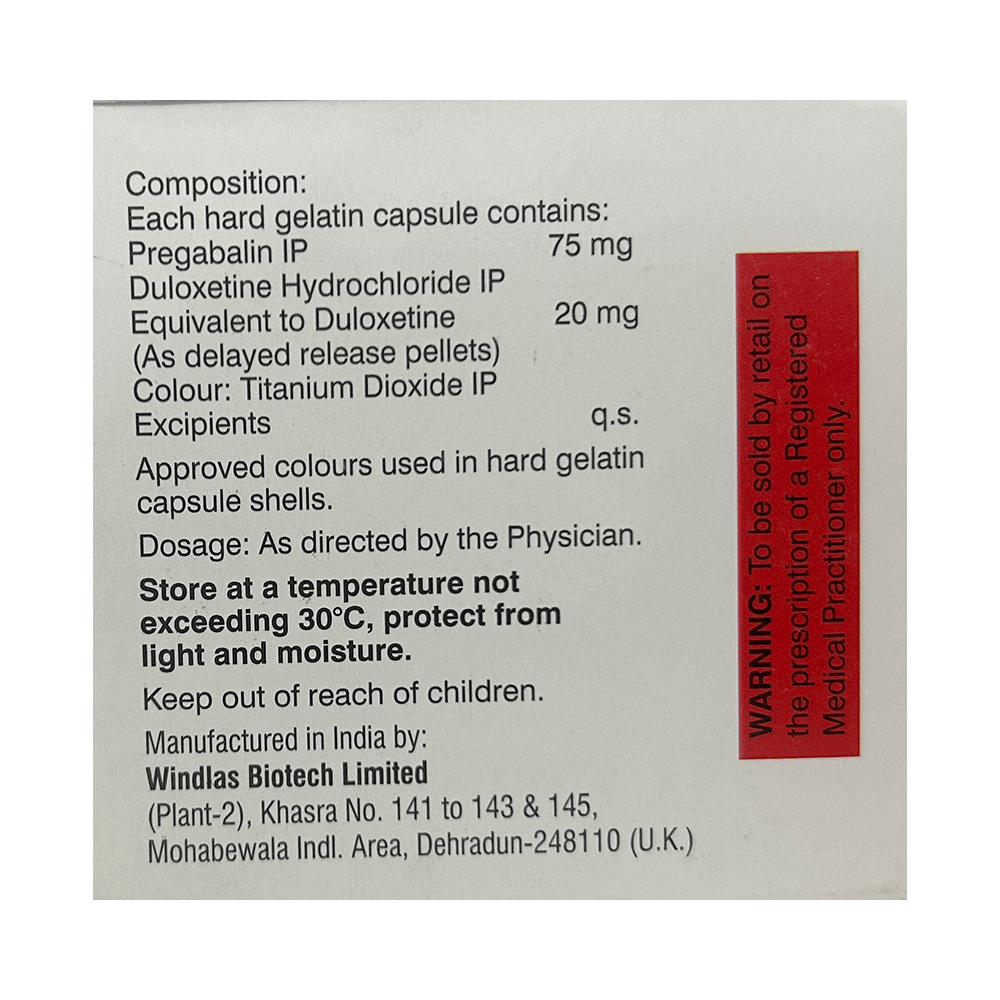 Composition:
Each hard gelatin capsule contains:
Pregabalin IP 75 mg
Duloxetine Hydrochloride IP
Equivalent to Duloxetine 20 mg
(As delayed release pellets)
Colour: Titanium Dioxide IP
Excipients q.s.
Approved colours used in hard gelatin
capsule shells.
Dosage: As directed by the Physician.
Store at a temperature not
exceeding 30°C, protect from
light and moisture.
Keep out of reach of children.
Manufactured in India by:
Windlas Biotech Limited
(Plant-2), Khasra No. 141 to 143 & 145,
Mohabewala Indl. Area, Dehradun-248110 (U.K.)
WARNING: To be sold by retail on
the prescription of a Registered
Medical Practitioner only.